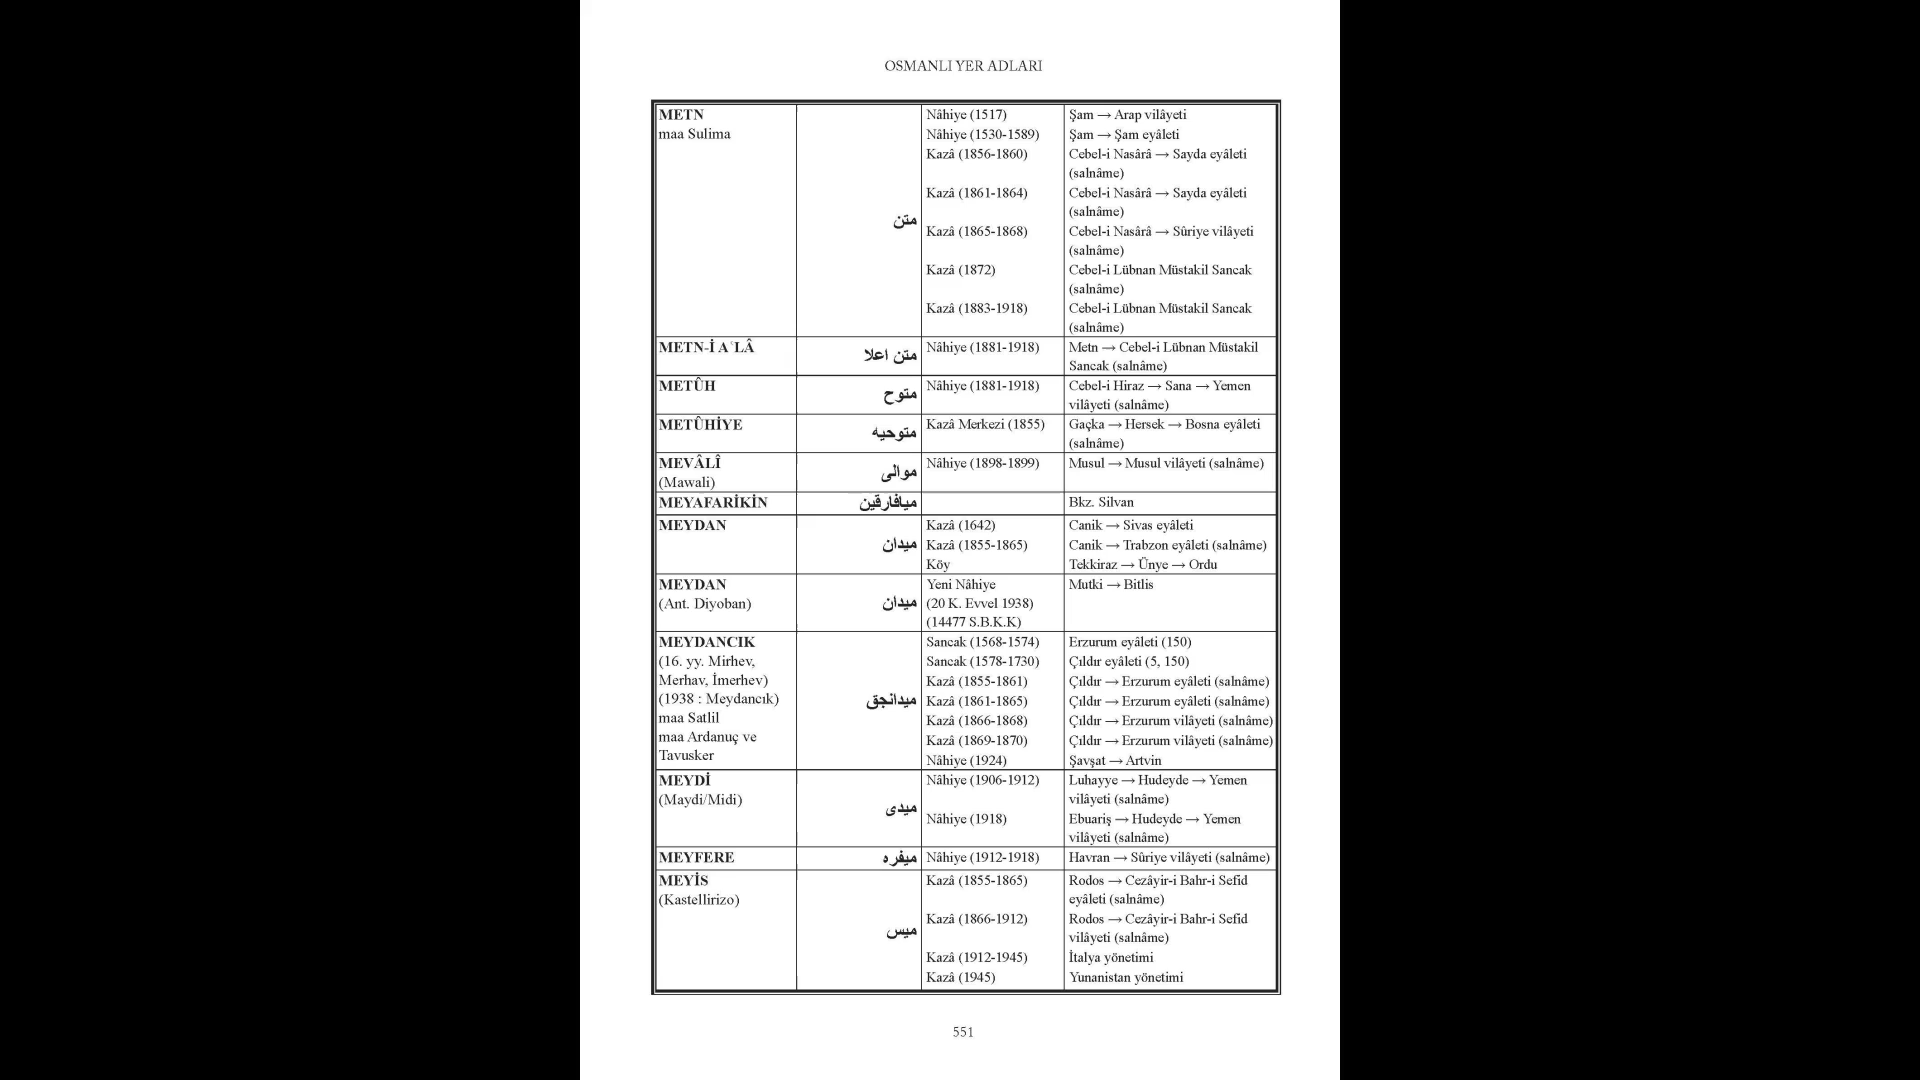 OSMANLI YER ADLARI
METN
maa Sulima
متن
Nâhiye (1517) Şam → Arap vilâyeti
Nâhiye (1530-1589) Şam → Şam eyâleti
Kazâ (1856-1860) Cebel-i Nasârâ → Sayda eyâleti
(salnâme)
Kazâ (1861-1864) Cebel-i Nasârâ → Sayda eyâleti
(salnâme)
Kazâ (1865-1868) Cebel-i Nasârâ → Sûriye vilâyeti
(salnâme)
Kazâ (1872) Cebel-i Lübnan Müstakil Sancak
(salnâme)
Kazâ (1883-1918) Cebel-i Lübnan Müstakil Sancak
(salnâme)
METN-İ AʿLÂ متن اعلا Nâhiye (1881-1918) Metn → Cebel-i Lübnan Müstakil
Sancak (salnâme)
METÛH متوح Nâhiye (1881-1918) Cebel-i Hiraz → Sana → Yemen
vilâyeti (salnâme)
METÛHİYE متوحيه Kazâ Merkezi (1855) Gaçka → Hersek → Bosna eyâleti
(salnâme)
MEVÂLÎ موالى Nâhiye (1898-1899) Musul → Musul vilâyeti (salnâme)
(Mawali)
MEYAFARİKİN ميافارقين Bkz. Silvan
MEYDAN
ميدان
Kazâ (1642) Canik → Sivas eyâleti
Kazâ (1855-1865) Canik → Trabzon eyâleti (salnâme)
Köy Tekkiraz → Ünye → Ordu
MEYDAN
(Ant. Diyoban)
ميدان
Yeni Nâhiye Mutki → Bitlis
(20 K. Evvel 1938)
(14477 S.B.K.K)
MEYDANCIK
(16. yy. Mirhev,
Merhav, İmerhev)
(1938 : Meydancık)
maa Satlil
maa Ardanuç ve
Tavusker
ميدانجق
Sancak (1568-1574) Erzurum eyâleti (150)
Sancak (1578-1730) Çıldır eyâleti (5, 150)
Kazâ (1855-1861) Çıldır → Erzurum eyâleti (salnâme)
Kazâ (1861-1865) Çıldır → Erzurum eyâleti (salnâme)
Kazâ (1866-1868) Çıldır → Erzurum vilâyeti (salnâme)
Kazâ (1869-1870) Çıldır → Erzurum vilâyeti (salnâme)
Nâhiye (1924) Şavşat → Artvin
MEYDİ
(Maydi/Midi)
ميدى
Nâhiye (1906-1912) Luhayye → Hudeyde → Yemen
vilâyeti (salnâme)
Nâhiye (1918) Ebuariş → Hudeyde → Yemen
vilâyeti (salnâme)
MEYFERE ميفره Nâhiye (1912-1918) Havran → Sûriye vilâyeti (salnâme)
MEYİS
(Kastellirizo)
ميس
Kazâ (1855-1865) Rodos → Cezâyir-i Bahr-i Sefid
eyâleti (salnâme)
Kazâ (1866-1912) Rodos → Cezâyir-i Bahr-i Sefid
vilâyeti (salnâme)
Kazâ (1912-1945) İtalya yönetimi
Kazâ (1945) Yunanistan yönetimi
551